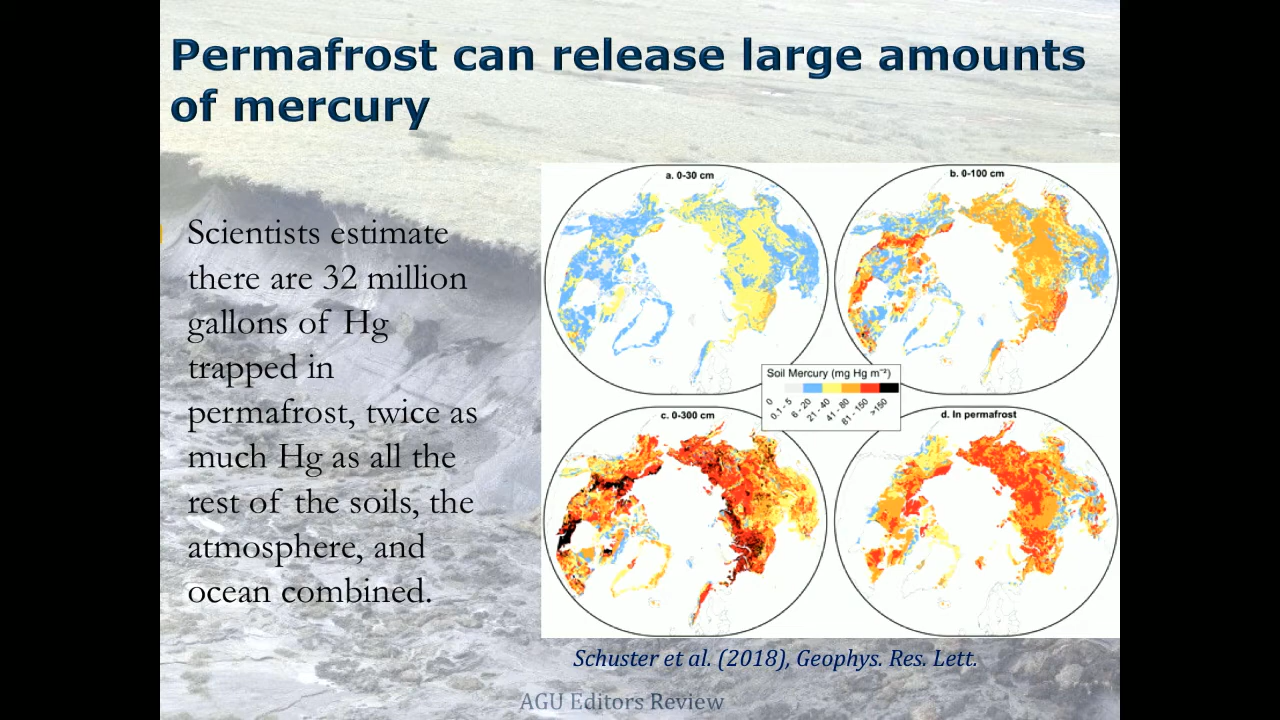 Permafrost can release large amounts
of mercury
Scientists estimate
there are 32 million
gallons of Hg
trapped in
permafrost, twice as
much Hg as all the
rest of the soils, the
atmosphere, and
ocean combined.
a. 0-30 cm
b. 0-100 cm
Soil Mercury (mg Hg m⁻²)
0
0.1 - 5
6 - 20
21 - 40
41 - 80
81 - 150
>150
c. 0-300 cm
d. In permafrost
Schuster et al. (2018), Geophys. Res. Lett.
AGU Editors Review